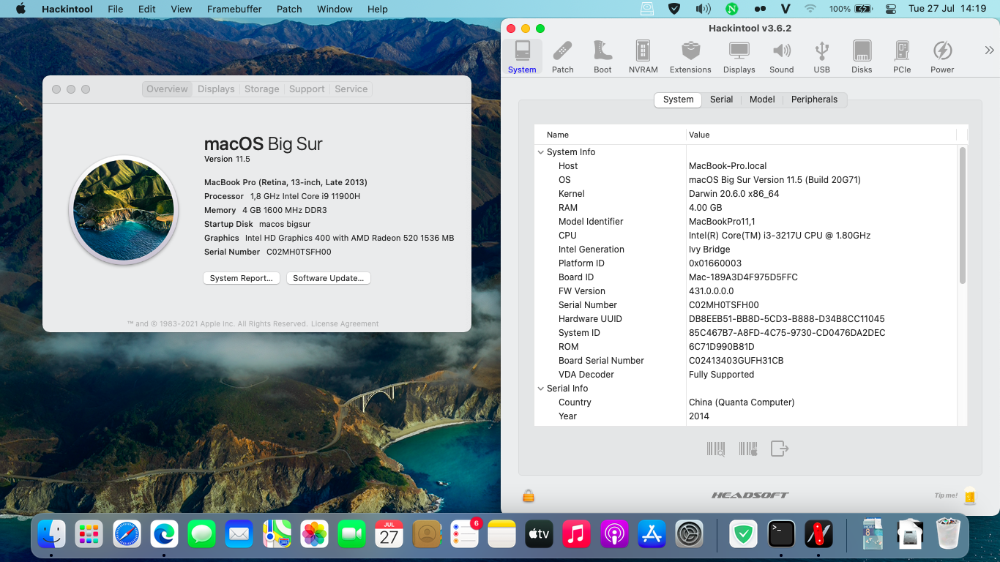 Hackintool File Edit View Framebuffer Patch Window Help 100% Tue 27 Jul 14:19
Overview Displays Storage Support Service
macOS Big Sur
Version 11.5
MacBook Pro (Retina, 13-inch, Late 2013)
Processor 1,8 GHz Intel Core i9 11900H
Memory 4 GB 1600 MHz DDR3
Startup Disk macos bigsur
Graphics Intel HD Graphics 400 with AMD Radeon 520 1536 MB
Serial Number C02MH0TSFH00
System Report... Software Update...
™ and © 1983-2021 Apple Inc. All Rights Reserved. License Agreement
Hackintool v3.6.2
System Patch Boot NVRAM Extensions Displays Sound USB Disks PCIe Power
System Serial Model Peripherals
Name Value
System Info
Host MacBook-Pro.local
OS macOS Big Sur Version 11.5 (Build 20G71)
Kernel Darwin 20.6.0 x86_64
RAM 4.00 GB
Model Identifier MacBookPro11,1
CPU Intel(R) Core(TM) i3-3217U CPU @ 1.80GHz
Intel Generation Ivy Bridge
Platform ID 0x01660003
Board ID Mac-189A3D4F975D5FFC
FW Version 431.0.0.0.0
Serial Number C02MH0TSFH00
Hardware UUID DB8EEB51-BB8D-5CD3-B888-D34B8CC11045
System ID 85C467B7-A8FD-4C75-9730-CD0476DA2DEC
ROM 6C71D990B81D
Board Serial Number C02413403GUFH31CB
VDA Decoder Fully Supported
Serial Info
Country China (Quanta Computer)
Year 2014
HEADSOFT
Tip me!
JUL
27
6
tv
>_